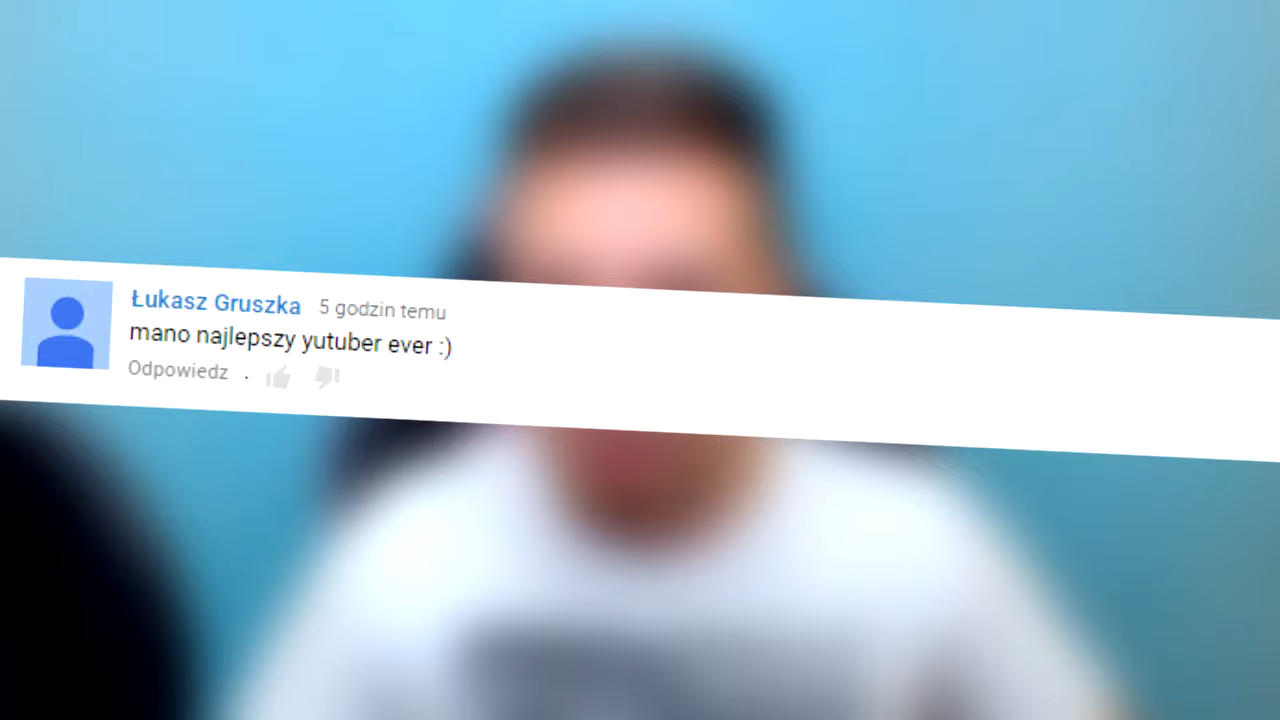 Łukasz Gruszka 5 godzin temu
mano najlepszy yutuber ever :)
Odpowiedz .